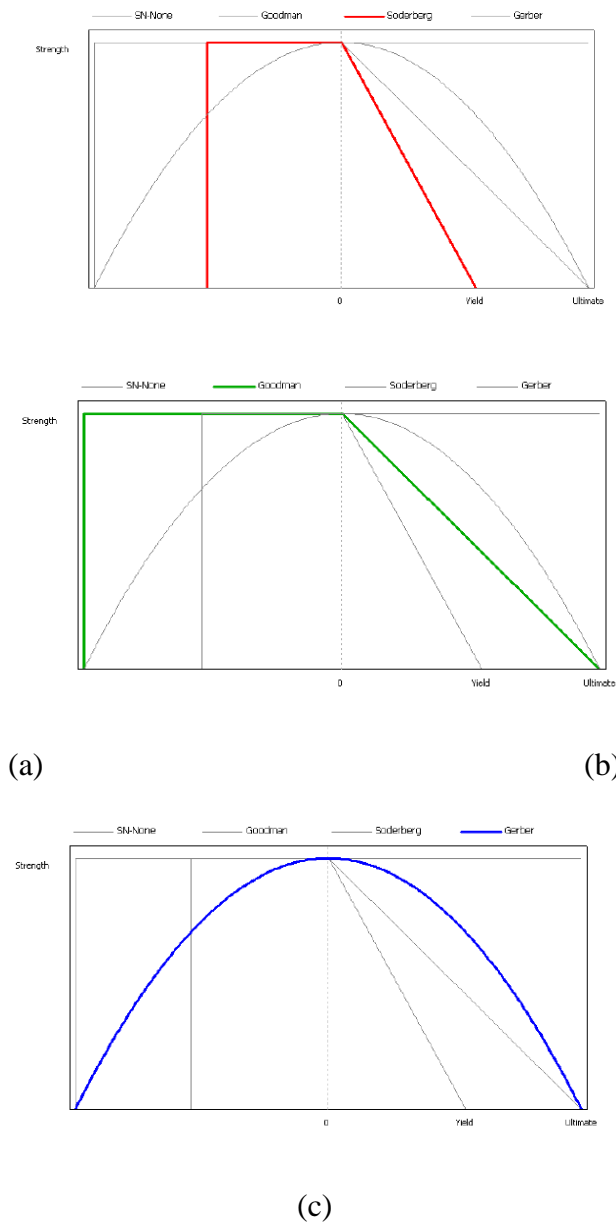 SN-None Goodman Soderberg Gerber
Strength
0 Yield Ultimate
SN-None Goodman Soderberg Gerber
Strength
0 Yield Ultimate
(a) (b)
SN-None Goodman Soderberg Gerber
Strength
0 Yield Ultimate
(c)